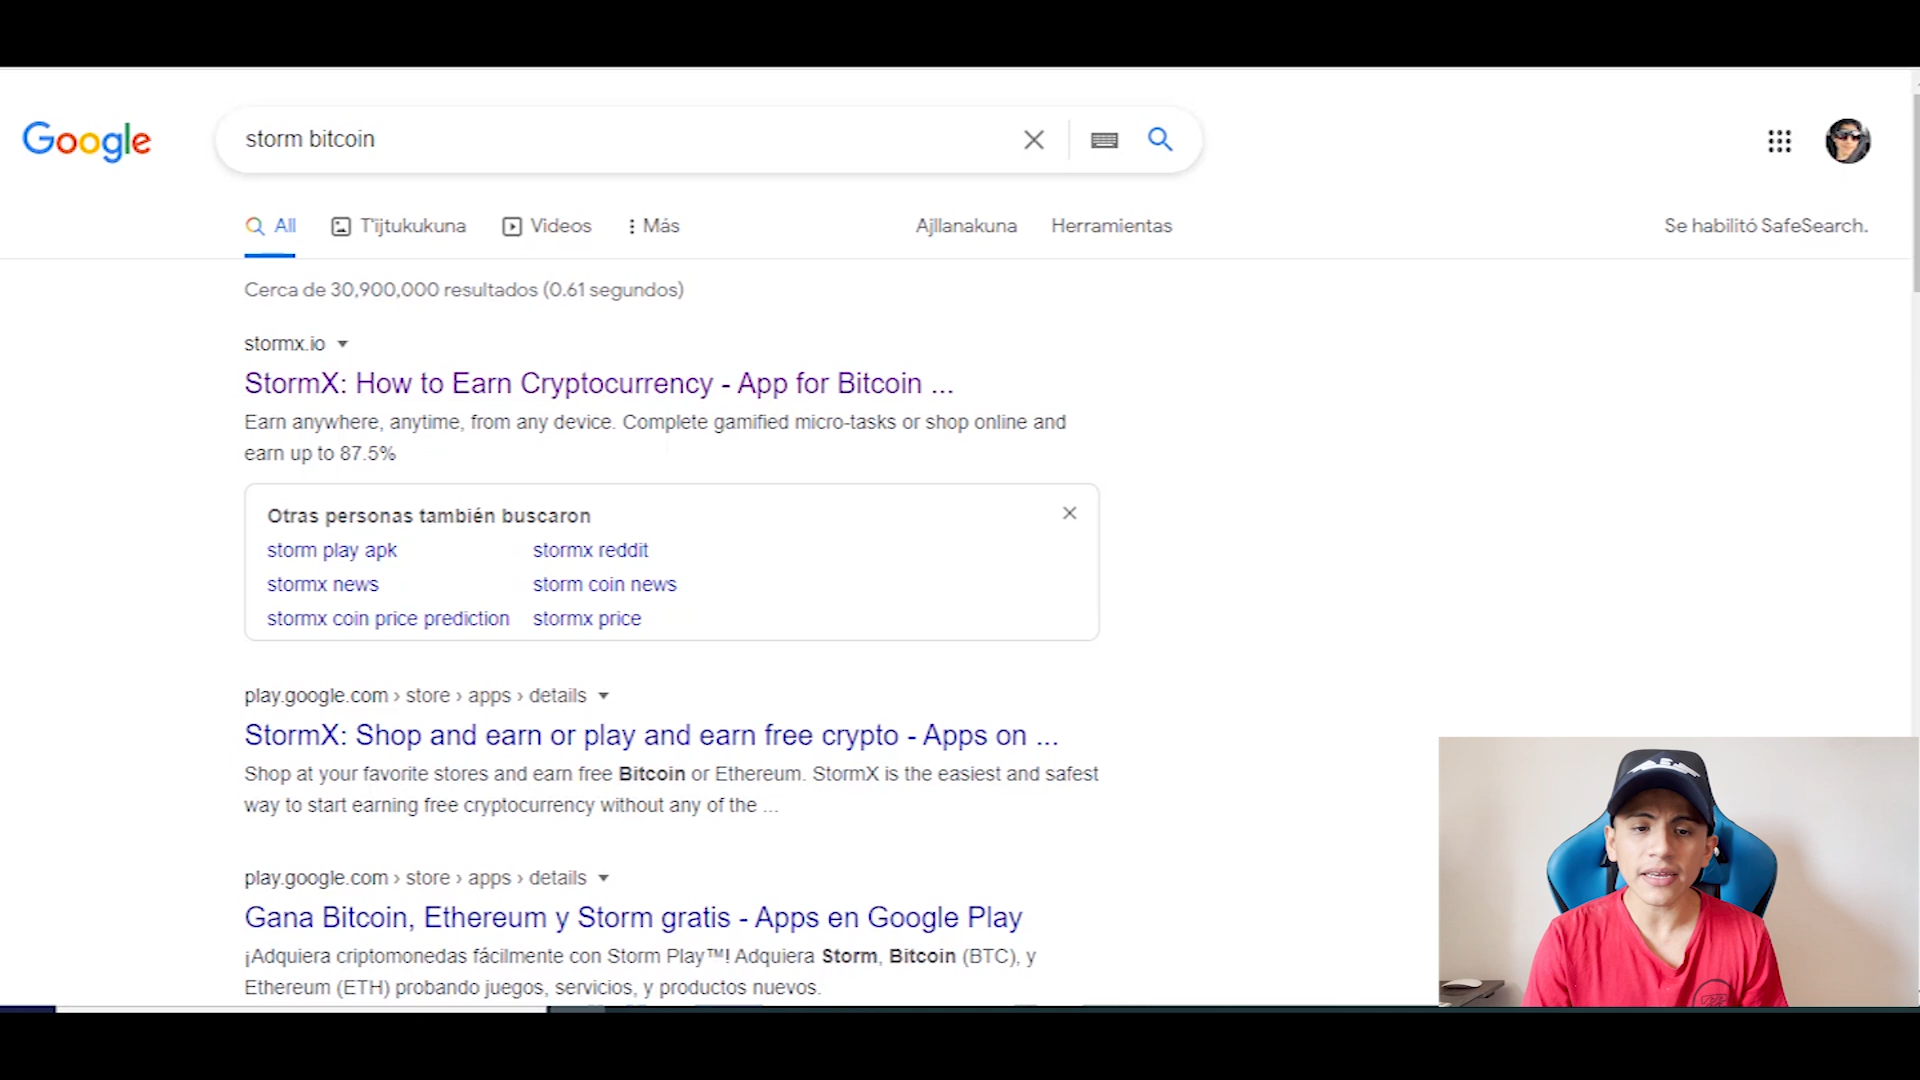 Google
storm bitcoin
All T'ijtukukuna Videos Más Ajllanakuna Herramientas Se habilitó SafeSearch.
Cerca de 30,900,000 resultados (0.61 segundos)
stormx.io
StormX: How to Earn Cryptocurrency - App for Bitcoin ...
Earn anywhere, anytime, from any device. Complete gamified micro-tasks or shop online and
earn up to 87.5%
Otras personas también buscaron
storm play apk stormx reddit
stormx news storm coin news
stormx coin price prediction stormx price
play.google.com › store › apps › details
StormX: Shop and earn or play and earn free crypto - Apps on ...
Shop at your favorite stores and earn free Bitcoin or Ethereum. StormX is the easiest and safest
way to start earning free cryptocurrency without any of the ...
play.google.com › store › apps › details
Gana Bitcoin, Ethereum y Storm gratis - Apps en Google Play
¡Adquiera criptomonedas fácilmente con Storm Play™! Adquiera Storm, Bitcoin (BTC), y
Ethereum (ETH) probando juegos, servicios, y productos nuevos.